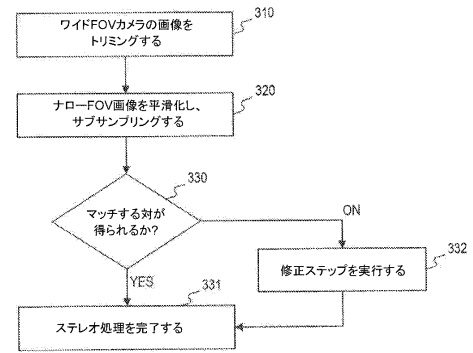 310
ワイドFOVカメラの画像を
トリミングする
320
ナローFOV画像を平滑化し、
サブサンプリングする
330
マッチする対が
得られるか?
ON
YES
332
修正ステップを実行する
331
ステレオ処理を完了する